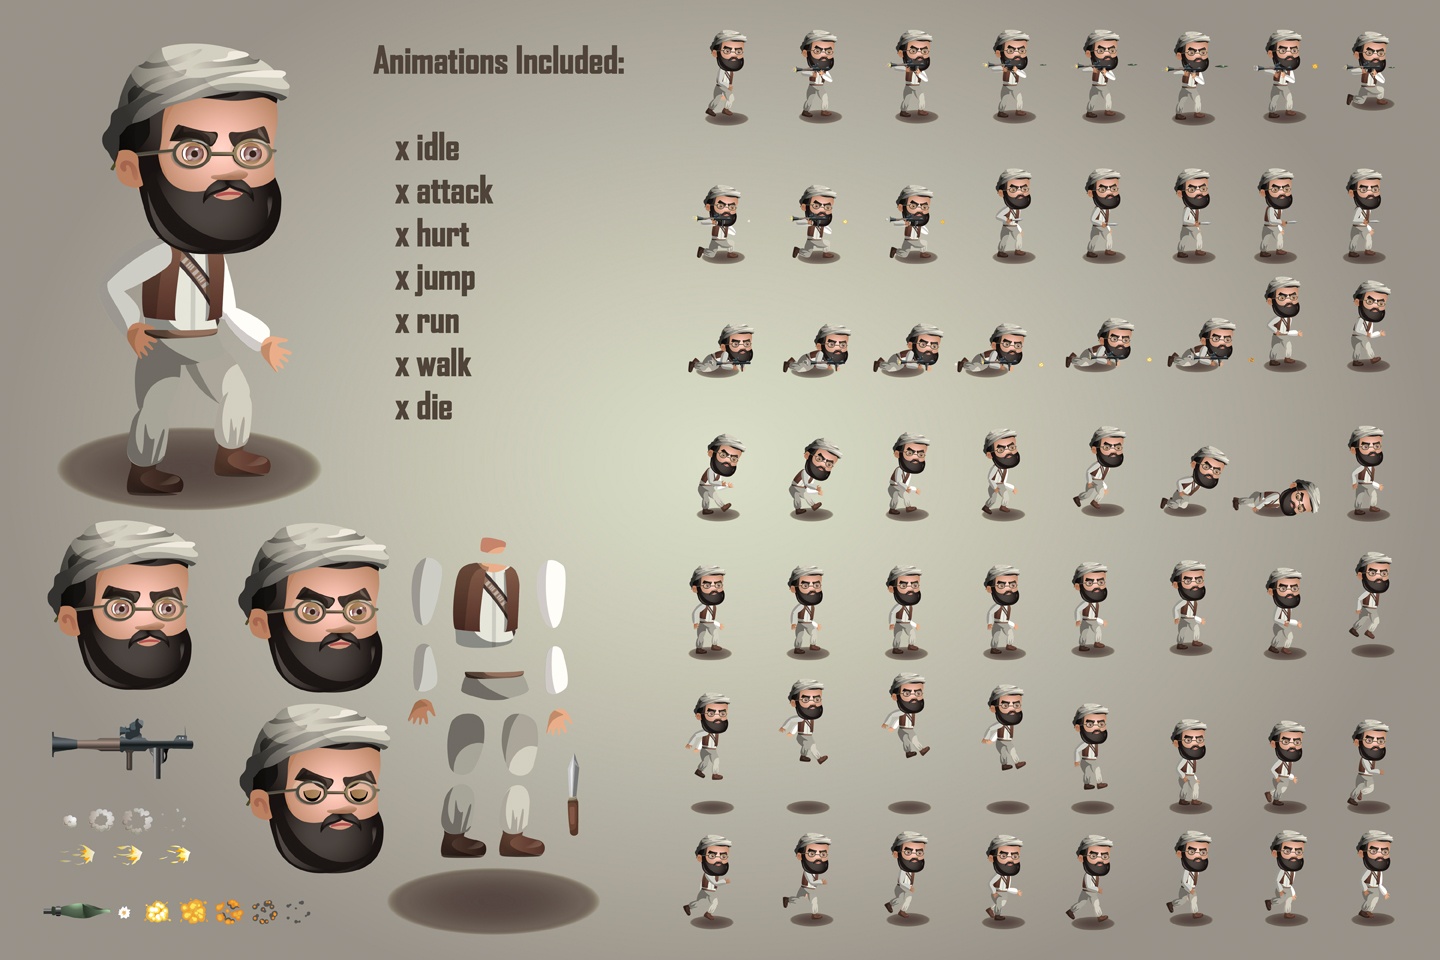 Animations Included:
x idle
x attack
x hurt
x jump
x run
x walk
x die